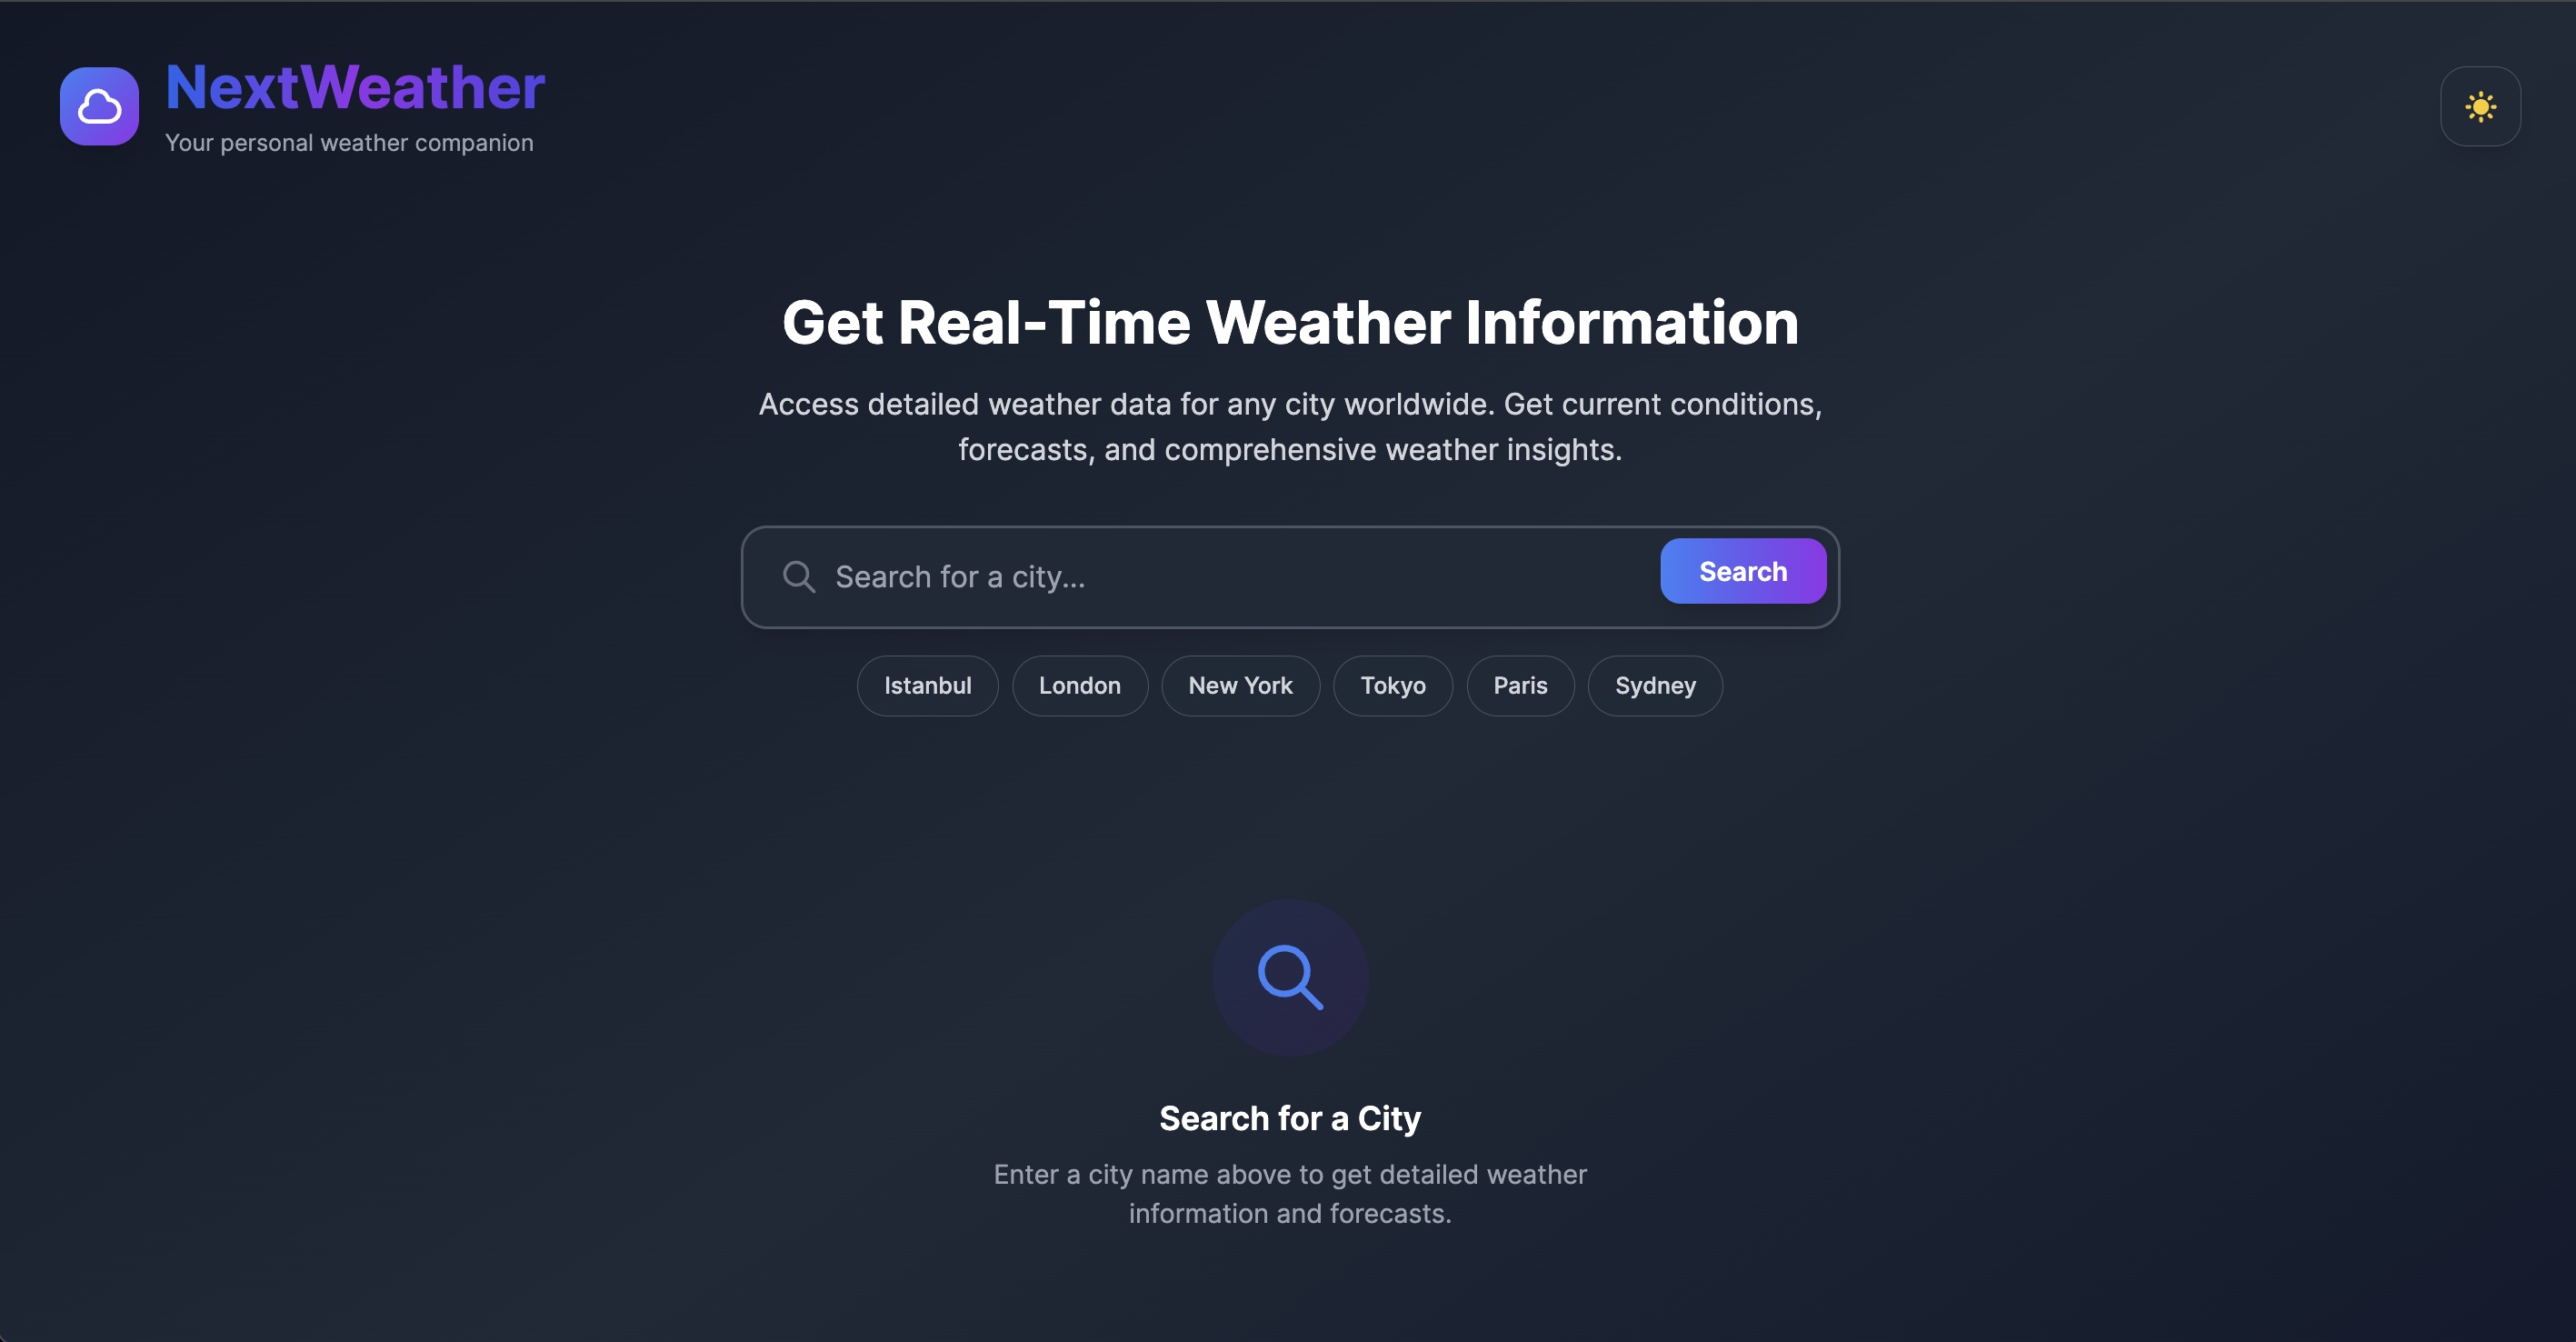 NextWeather
Your personal weather companion
Get Real-Time Weather Information
Access detailed weather data for any city worldwide. Get current conditions,
forecasts, and comprehensive weather insights.
Search for a city...
Search
Istanbul
London
New York
Tokyo
Paris
Sydney
Search for a City
Enter a city name above to get detailed weather
information and forecasts.